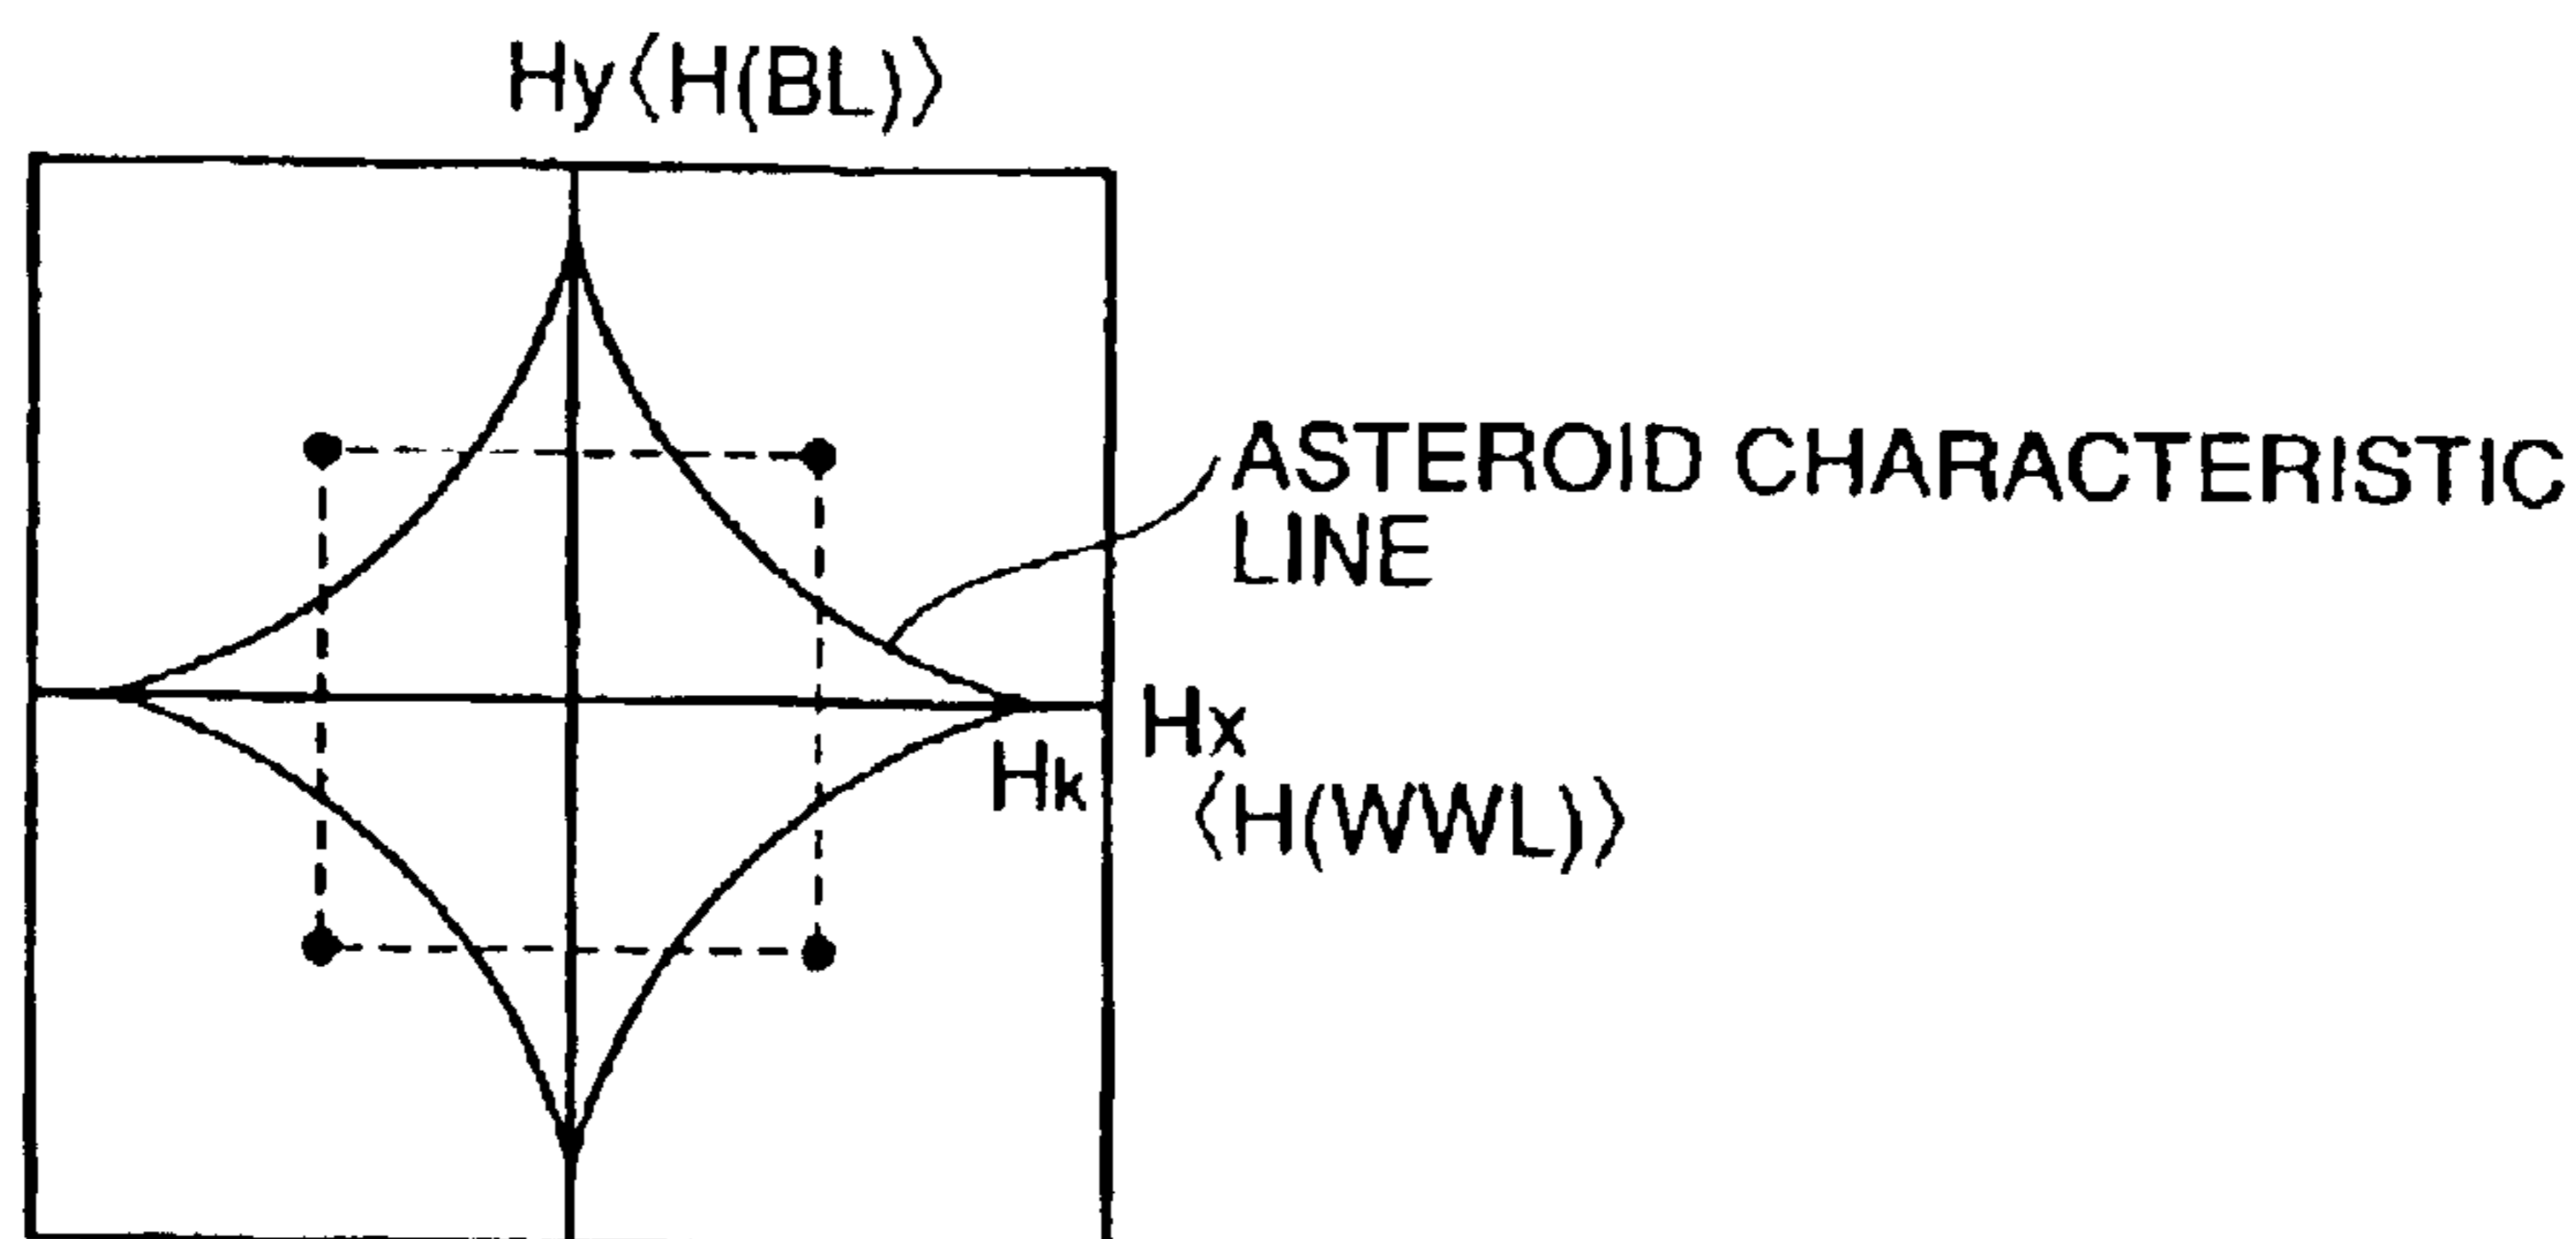 Hy⟨H(BL)⟩
ASTEROID CHARACTERISTIC
LINE
Hk
Hx
⟨H(WWL)⟩